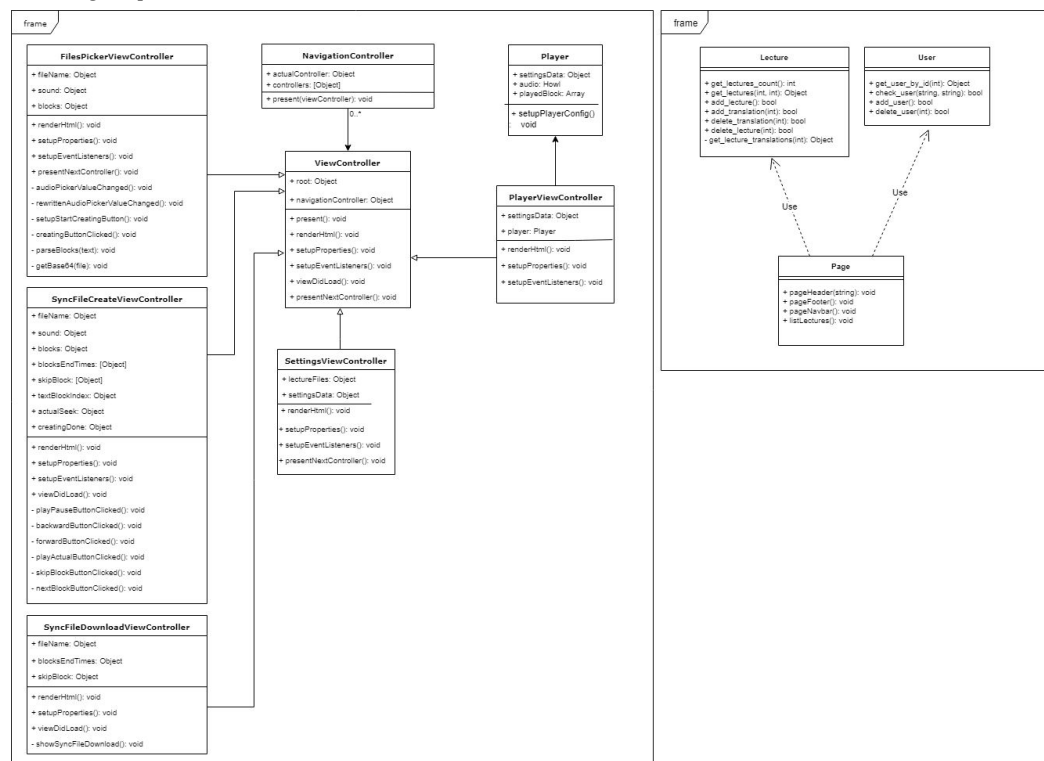 frame
FilesPickerViewController
+ fileName: Object
+ sound: Object
+ blocks: Object
+ renderHtml(): void
+ setupProperties(): void
+ setupEventListeners(): void
+ presentNextController(): void
- audioPickerValueChanged(): void
- rewrittenAudioPickerValueChanged(): void
- setupStartCreatingButton(): void
- creatingButtonClicked(): void
- parseBlocks(text): void
- getBase64(file): void
NavigationController
+ actualController: Object
+ controllers: [Object]
+ present(viewController): void
0..*
Player
+ settingsData: Object
+ audio: Howl
+ playedBlock: Array
+ setupPlayerConfig()
: void
ViewController
+ root: Object
+ navigationController: Object
+ present(): void
+ renderHtml(): void
+ setupProperties(): void
+ setupEventListeners(): void
+ viewDidLoad(): void
+ presentNextController(): void
PlayerViewController
+ settingsData: Object
+ player: Player
+ renderHtml(): void
+ setupProperties(): void
+ setupEventListeners(): void
SyncFileCreateViewController
+ fileName: Object
+ sound: Object
+ blocks: Object
+ blocksEndTimes: [Object]
+ skipBlock: [Object]
+ textBlockIndex: Object
+ actualSeek: Object
+ creatingDone: Object
+ renderHtml(): void
+ setupProperties(): void
+ setupEventListeners(): void
+ viewDidLoad(): void
- playPauseButtonClicked(): void
- backwardButtonClicked(): void
- forwardButtonClicked(): void
- playActualButtonClicked(): void
- skipBlockButtonClicked(): void
- nextBlockButtonClicked(): void
SettingsViewController
+ lectureFiles: Object
+ settingsData: Object
+ renderHtml(): void
+ setupProperties(): void
+ setupEventListeners(): void
+ presentNextController(): void
SyncFileDownloadViewController
+ fileName: Object
+ blocksEndTimes: Object
+ skipBlock: Object
+ renderHtml(): void
+ setupProperties(): void
+ viewDidLoad(): void
- showSyncFileDownload(): void
frame
Lecture
+ get_lectures_count(): int
+ get_lectures(int, int): Object
+ add_lecture(): bool
+ add_translation(int): bool
+ delete_translation(int): bool
+ delete_lecture(int): bool
- get_lecture_translations(int): Object
User
+ get_user_by_id(int): Object
+ check_user(string, string): bool
+ add_user(): bool
+ delete_user(int): bool
Use
Use
Page
+ pageHeader(string): void
+ pageFooter(): void
+ pageNavbar(): void
+ listLectures(): void